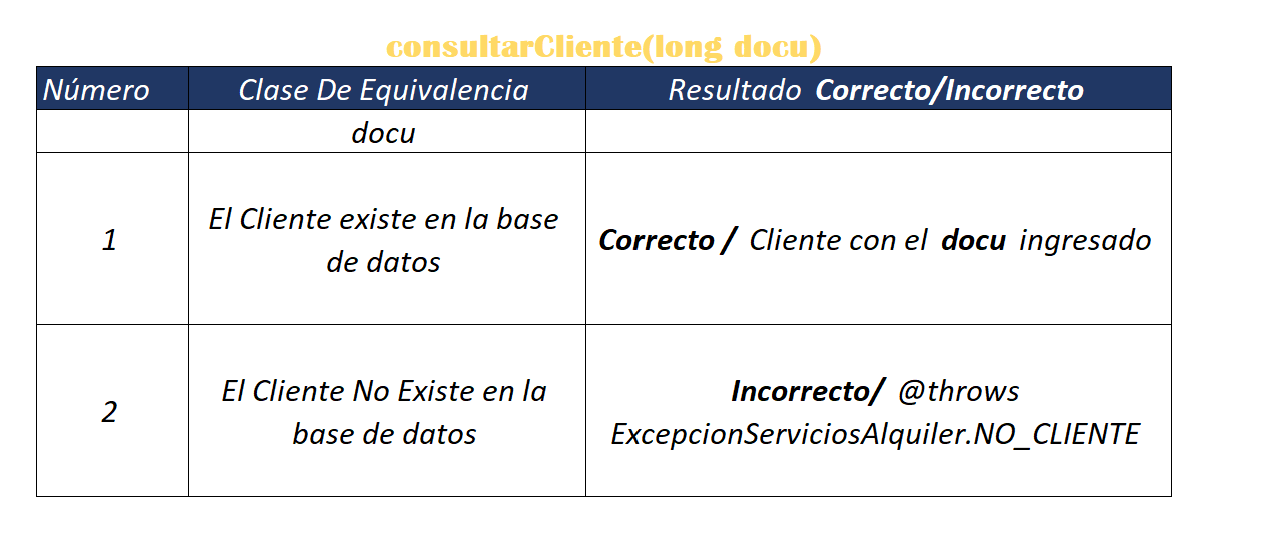 consultarCliente(long docu)
Número Clase De Equivalencia Resultado Correcto/Incorrecto
docu
1 El Cliente existe en la base de datos Correcto / Cliente con el docu ingresado
2 El Cliente No Existe en la base de datos Incorrecto/ @throws ExcepcionServiciosAlquiler.NO_CLIENTE